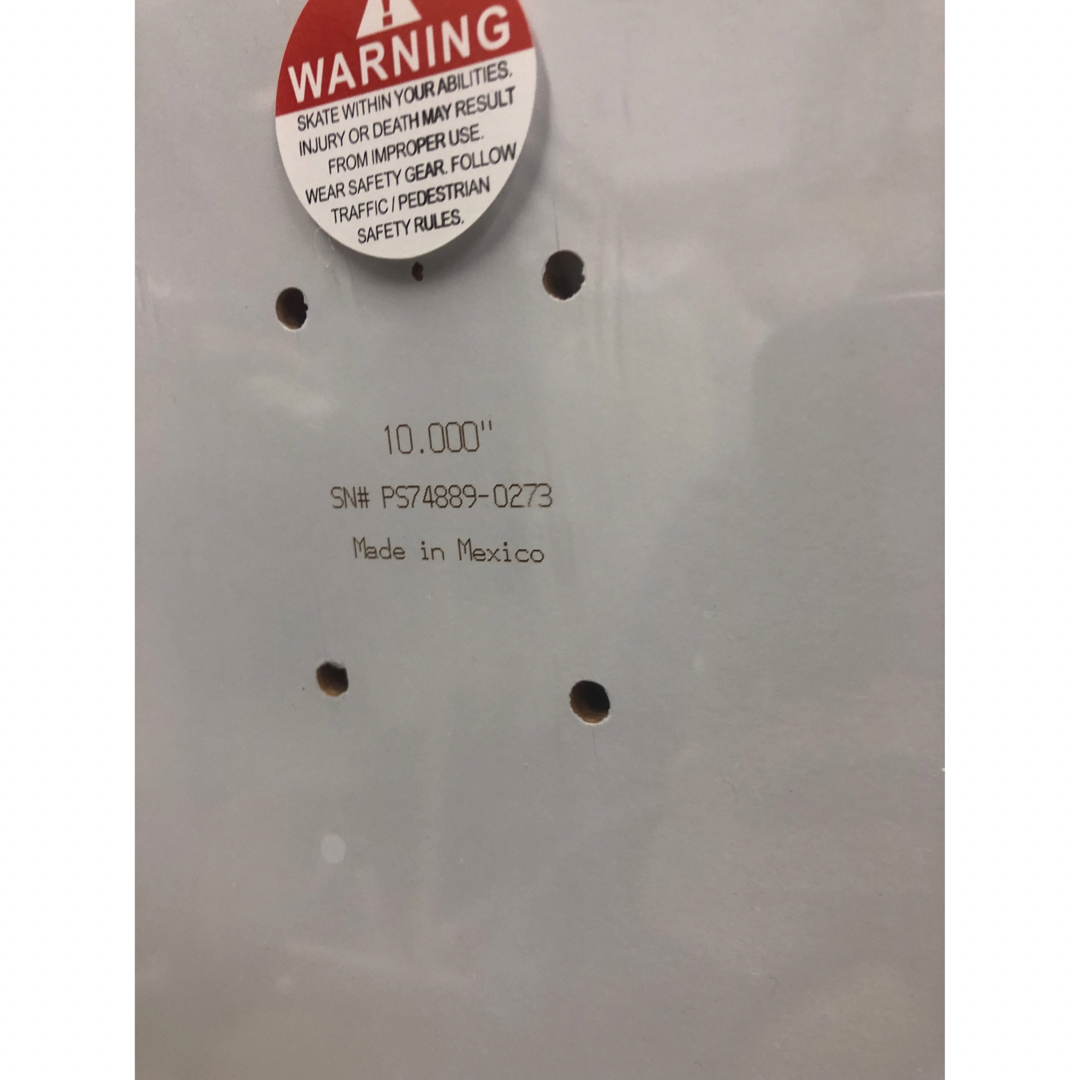 !
WARNING
SKATE WITHIN YOUR ABILITIES.
INJURY OR DEATH MAY RESULT
FROM IMPROPER USE.
WEAR SAFETY GEAR. FOLLOW
TRAFFIC / PEDESTRIAN
SAFETY RULES.
10.000"
SN# PS74889-0273
Made in Mexico